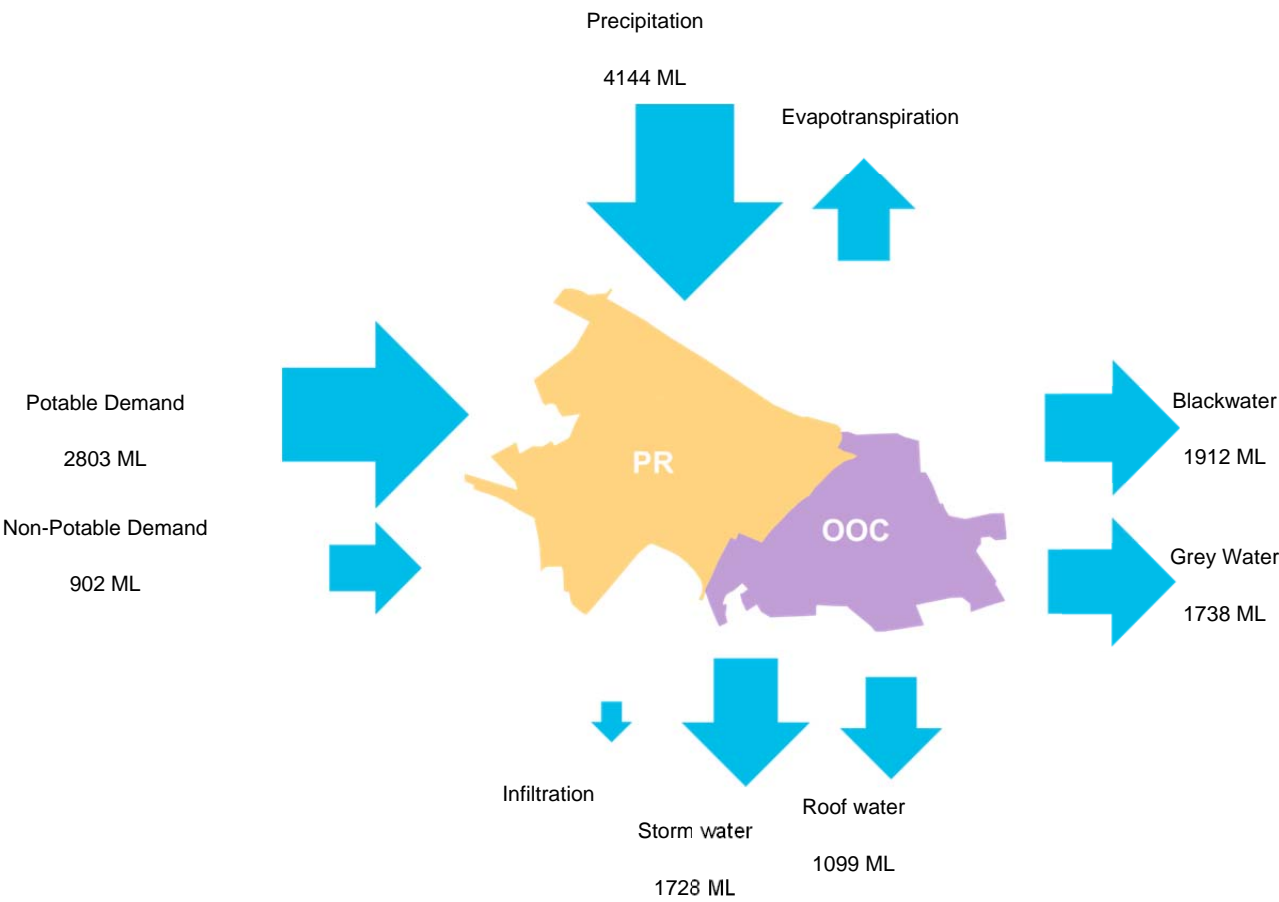 Precipitation
4144 ML
Evapotranspiration
Potable Demand
2803 ML
Non-Potable Demand
902 ML
PR
OOC
Blackwater
1912 ML
Grey Water
1738 ML
Infiltration
Storm water
1728 ML
Roof water
1099 ML